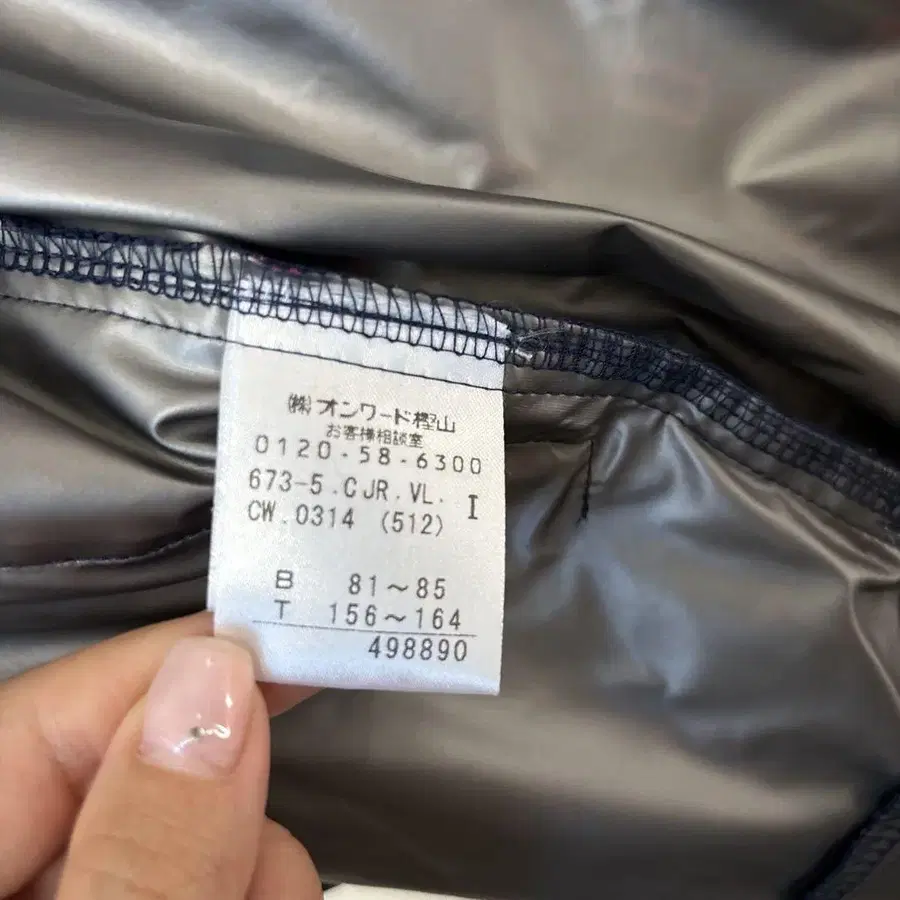 ㈱オンワード樫山
お客様相談室
0120-58-6300
673-5.CJR.VL. I
CW.0314 (512)
B 81～85
T 156～164
498890